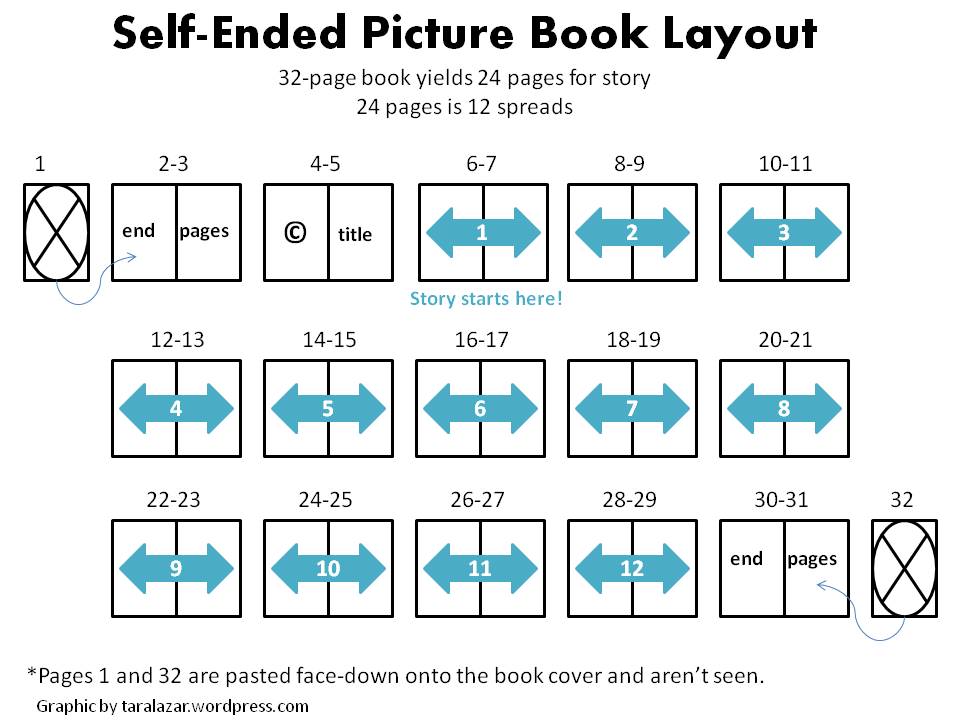 Self-Ended Picture Book Layout
32-page book yields 24 pages for story
24 pages is 12 spreads
1 2-3 4-5 6-7 8-9 10-11
end pages © title 1 2 3
Story starts here!
12-13 14-15 16-17 18-19 20-21
4 5 6 7 8
22-23 24-25 26-27 28-29 30-31 32
9 10 11 12 end pages
*Pages 1 and 32 are pasted face-down onto the book cover and aren't seen.
Graphic by taralazar.wordpress.com